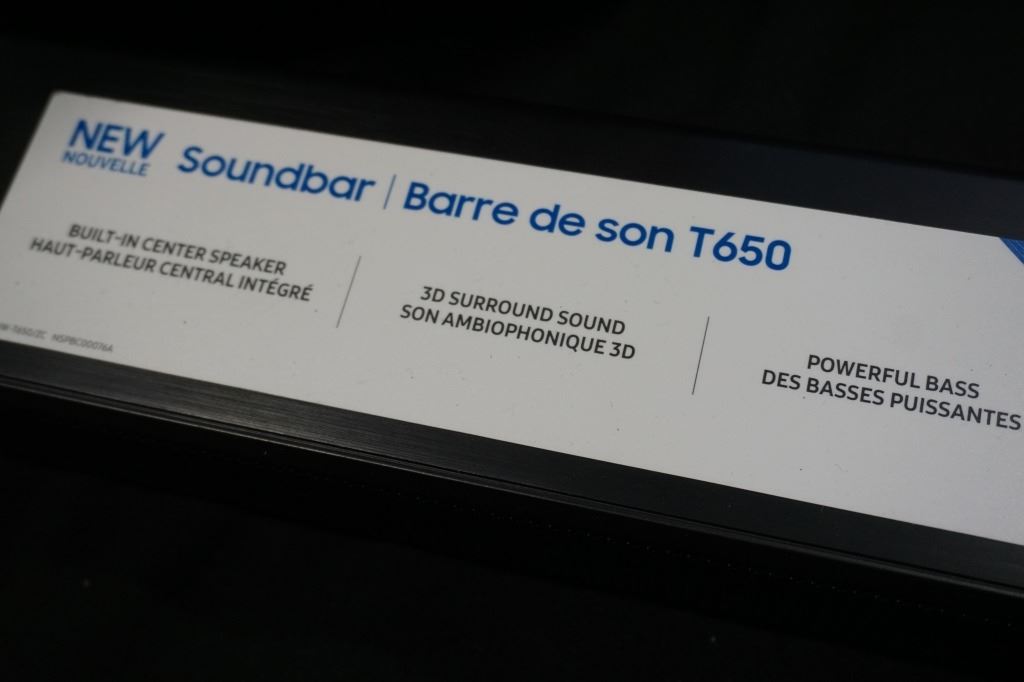 NEW
NOUVELLE
Soundbar | Barre de son T650
BUILT-IN CENTER SPEAKER
HAUT-PARLEUR CENTRAL INTÉGRÉ
3D SURROUND SOUND
SON AMBIOPHONIQUE 3D
POWERFUL BASS
DES BASSES PUISSANTES
NSPBC00076A